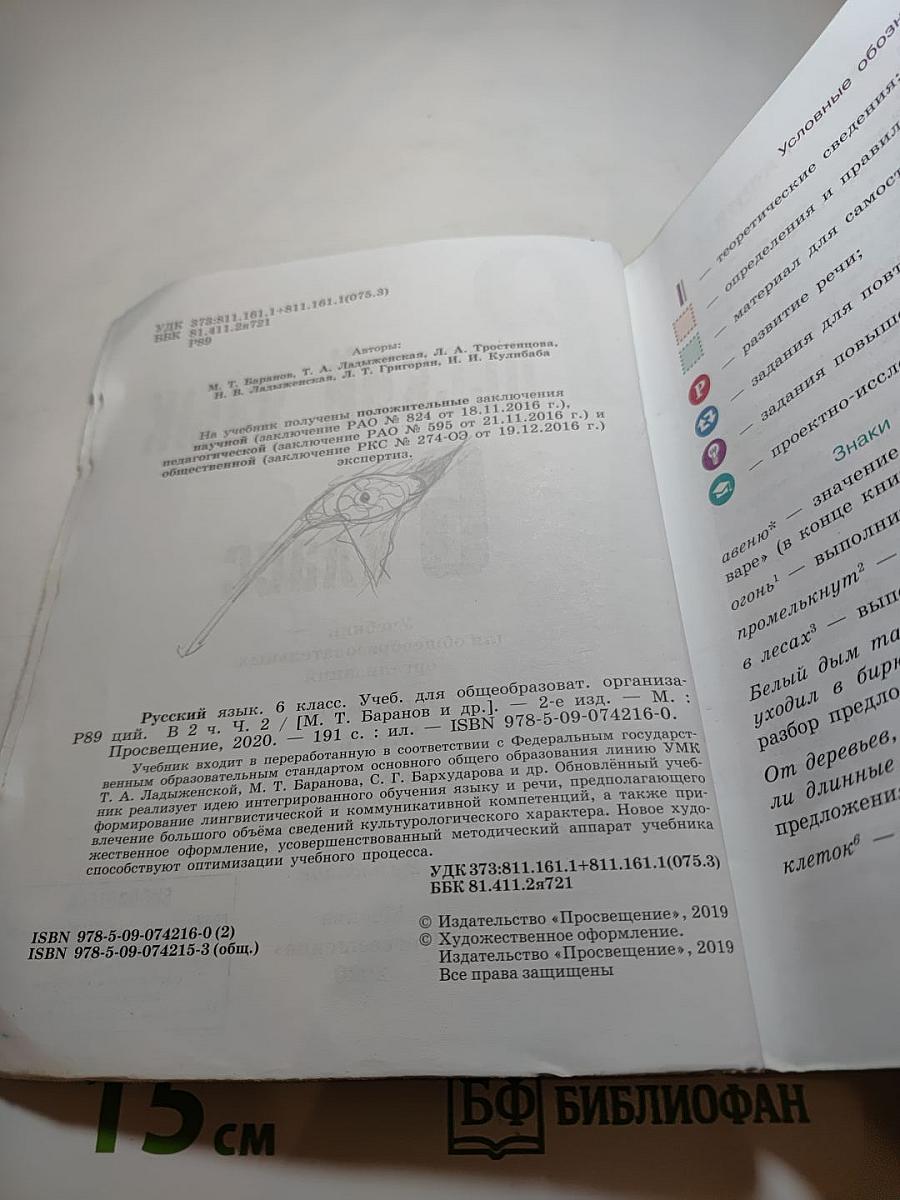 УДК 373:811.161.1+811.161.1(075.3)
ББК 81.411.2я721
Р89
Авторы:
М. Т. Баранов, Т. А. Ладыженская, Л. А. Тростенцова,
Н. В. Ладыженская, Л. Т. Григорян, И. И. Кулибаба
На учебник получены положительные заключения
научной (заключение РАО № 824 от 18.11.2016 г.),
педагогической (заключение РАО № 595 от 21.11.2016 г.) и
общественной (заключение РКС № 274-ОЭ от 19.12.2016 г.)
экспертиз.
Русский язык. 6 класс. Учеб. для общеобразоват. организа-
Р89 ций. В 2 ч. Ч. 2 / [М. Т. Баранов и др.]. — 2-е изд. — М. :
Просвещение, 2020. — 191 с. : ил. — ISBN 978-5-09-074216-0.
Учебник входит в переработанную в соответствии с Федеральным государст-
венным образовательным стандартом основного общего образования линию УМК
Т. А. Ладыженской, М. Т. Баранова, С. Г. Бархударова и др. Обновлённый учеб-
ник реализует идею интегрированного обучения языку и речи, предполагающего
формирование лингвистической и коммуникативной компетенций, а также при-
влечение большого объёма сведений культурологического характера. Новое худо-
жественное оформление, усовершенствованный методический аппарат учебника
способствуют оптимизации учебного процесса.
УДК 373:811.161.1+811.161.1(075.3)
ББК 81.411.2я721
ISBN 978-5-09-074216-0 (2)
ISBN 978-5-09-074215-3 (общ.)
© Издательство «Просвещение», 2019
© Художественное оформление.
Издательство «Просвещение», 2019
Все права защищены
Условные обозн
— теоретические сведения;
— определения и правил
— материал для самост
Р — развитие речи;
— задания для повт
— задания повыше
— проектно-иссле
Знаки
авеню* — значение
варе» (в конце кни
огонь¹ — выполни
промелькнут² —
в лесах³ — выпо
Белый дым та
уходил в бирю
разбор предло
От деревьев,
ли длинные
предложени
клеток⁶ —
15 см
БФ БИБЛИОФАН